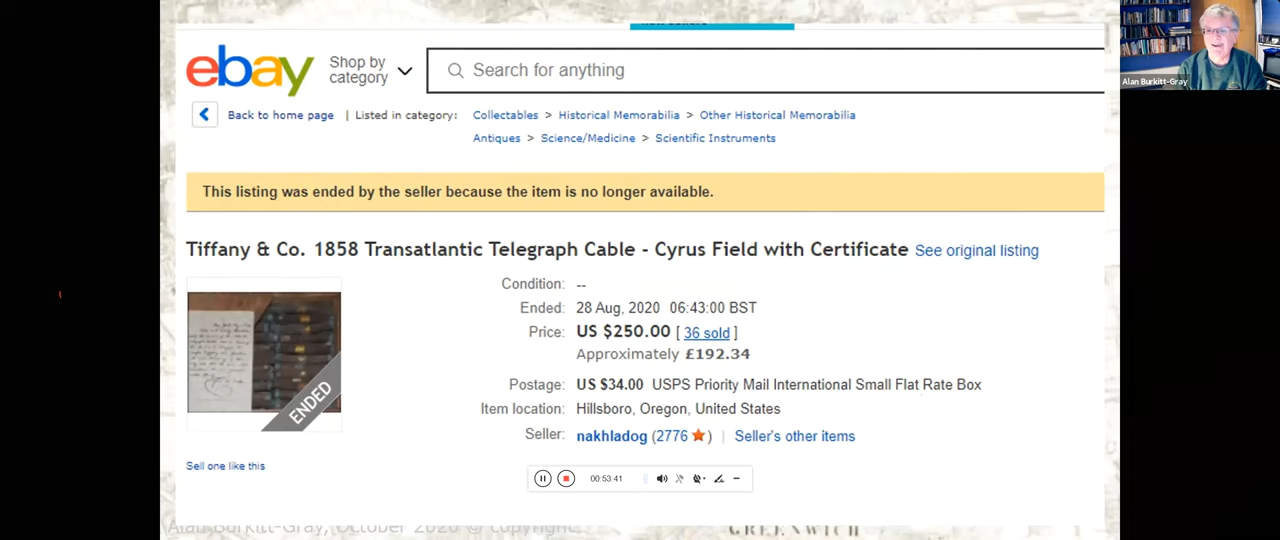 ebay
Shop by category
Search for anything
Back to home page | Listed in category: Collectables > Historical Memorabilia > Other Historical Memorabilia
Antiques > Science/Medicine > Scientific Instruments
This listing was ended by the seller because the item is no longer available.
Tiffany & Co. 1858 Transatlantic Telegraph Cable - Cyrus Field with Certificate See original listing
Condition: --
Ended: 28 Aug, 2020 06:43:00 BST
Price: US $250.00 [ 36 sold ]
Approximately £192.34
Postage: US $34.00 USPS Priority Mail International Small Flat Rate Box
Item location: Hillsboro, Oregon, United States
Seller: nakhladog (2776 ) | Seller's other items
ENDED
Sell one like this
00:53:41
Alan Burkitt-Gray, October 2020 © copyright
GREENWICH
Alan Burkitt-Gray